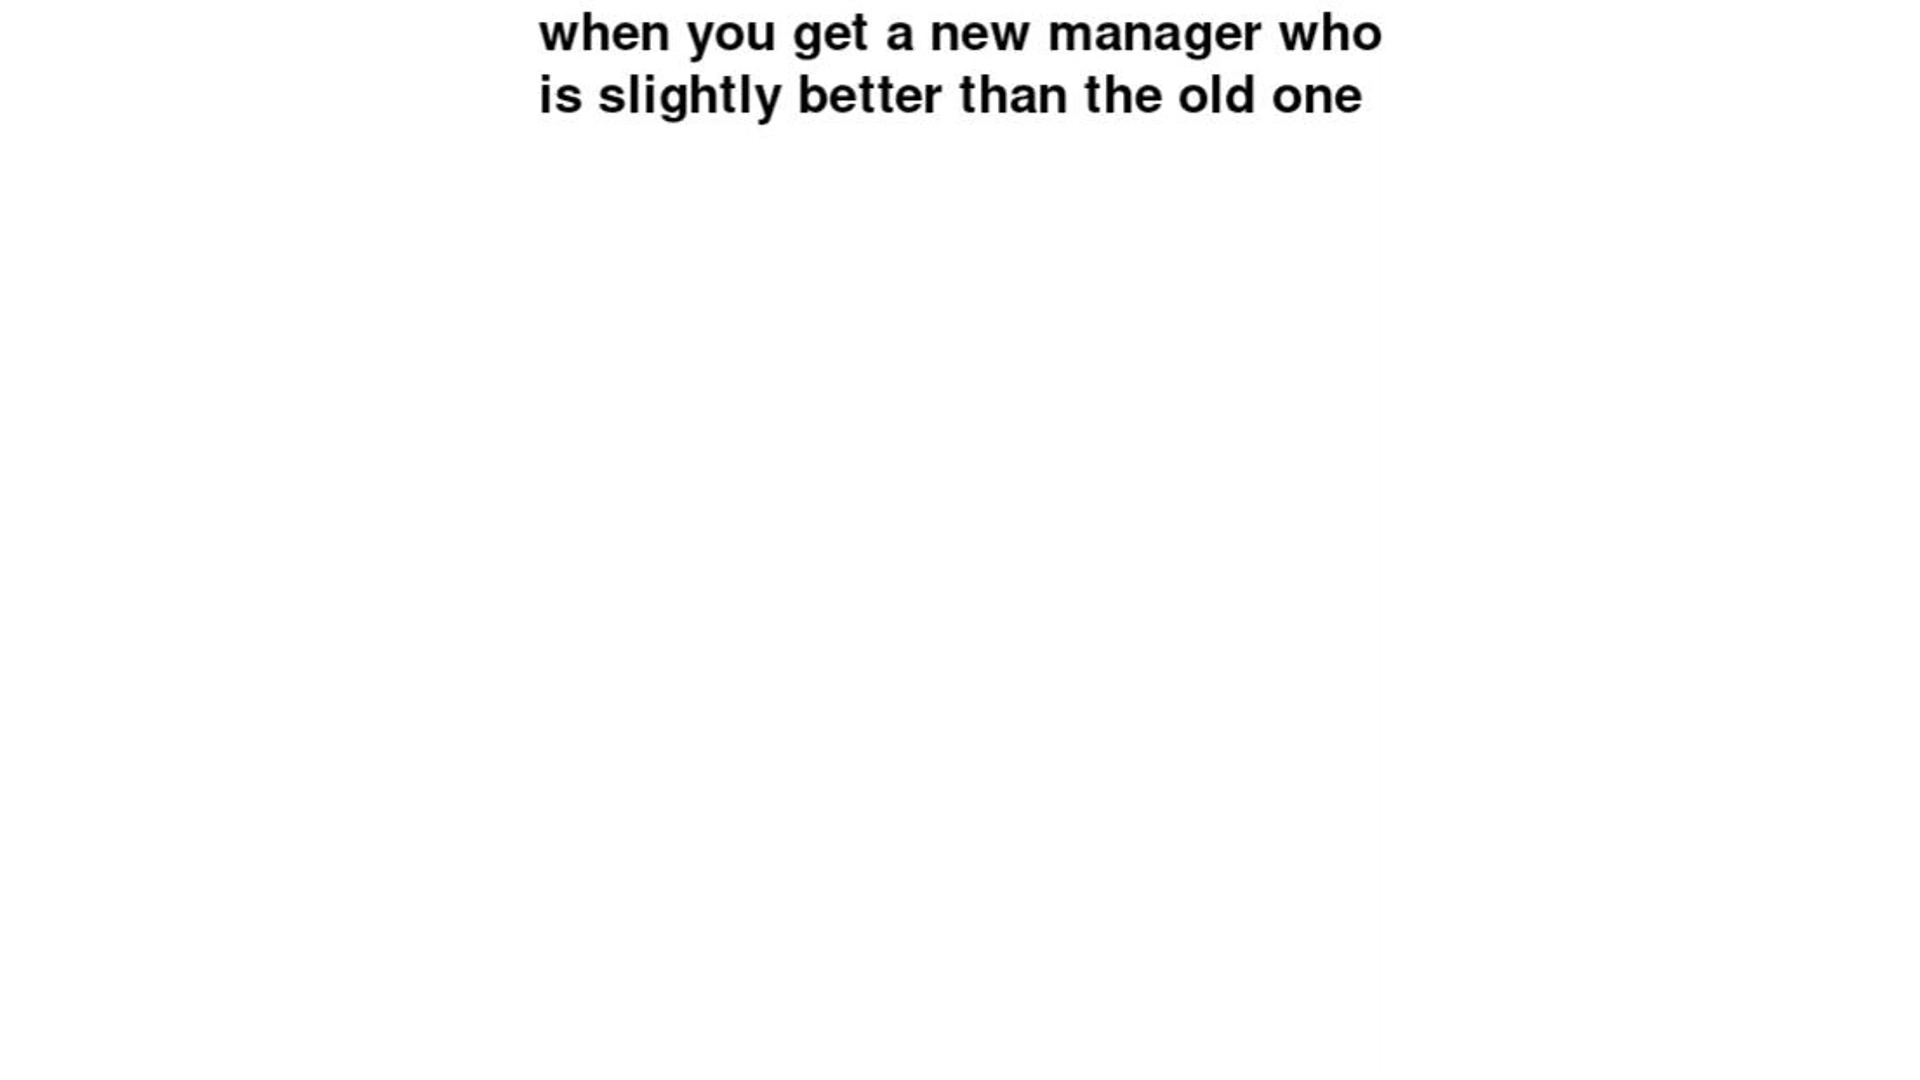 when you get a new manager who
is slightly better than the old one